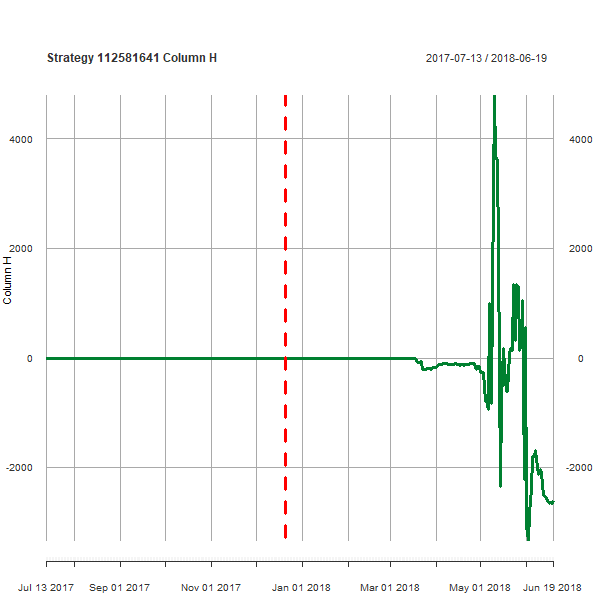 Strategy 112581641 Column H
2017-07-13 / 2018-06-19
4000 4000
2000 2000
Column H
0 0
-2000 -2000
Jul 13 2017 Sep 01 2017 Nov 01 2017 Jan 01 2018 Mar 01 2018 May 01 2018 Jun 19 2018